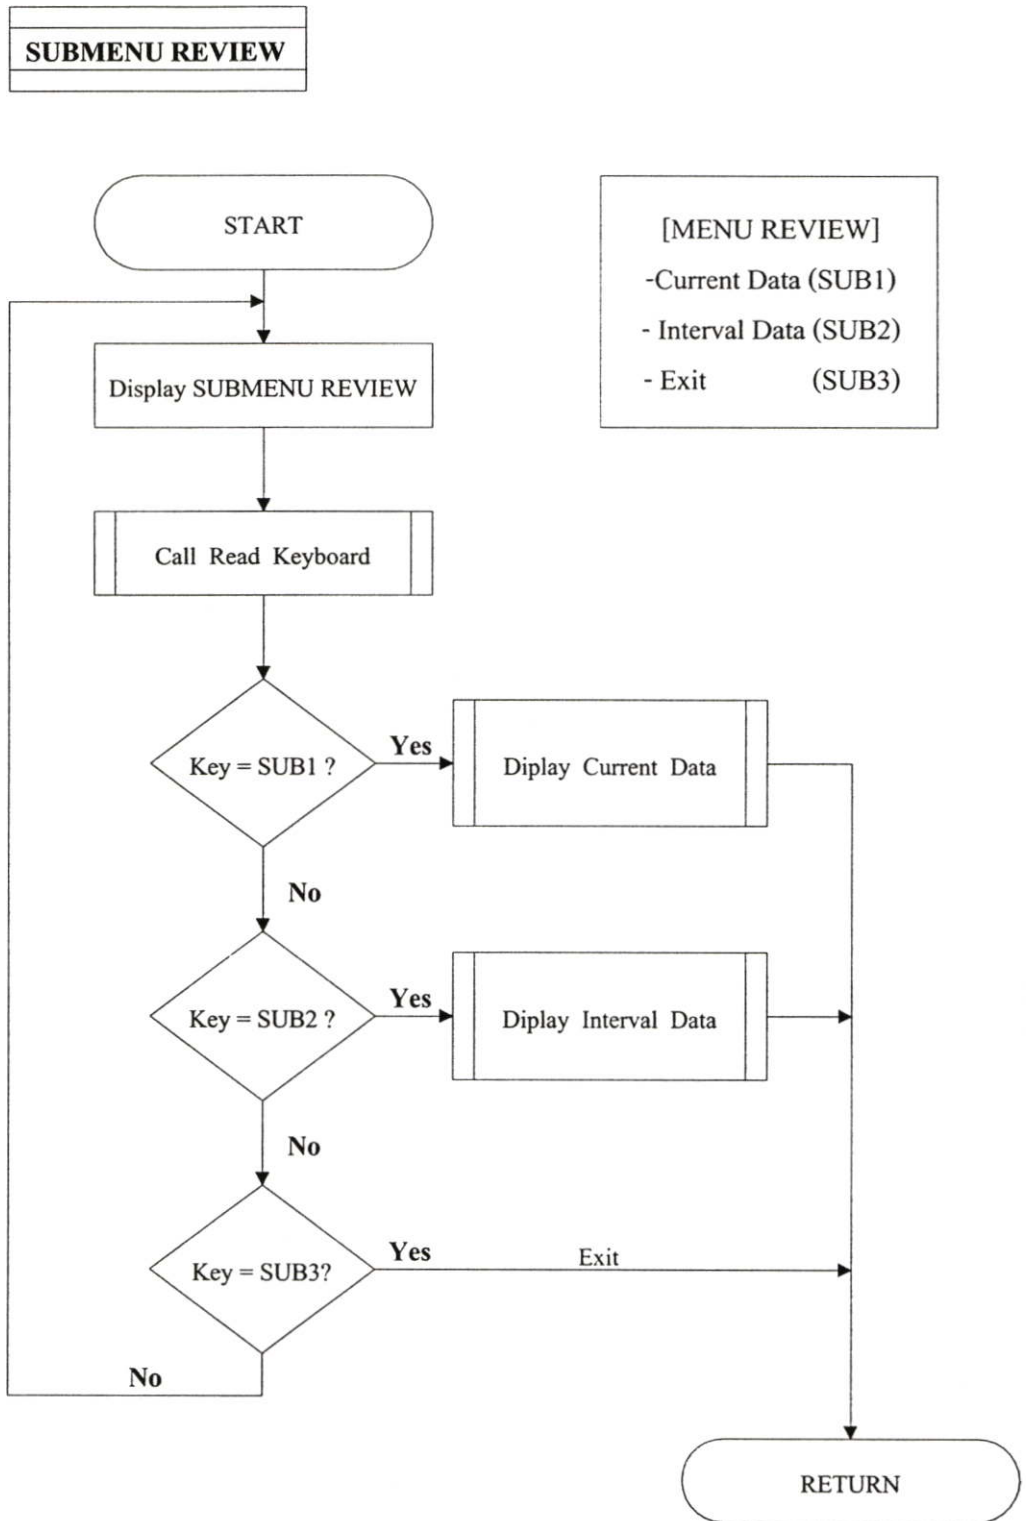 SUBMENU REVIEW
START
[MENU REVIEW]
-Current Data (SUB1)
- Interval Data (SUB2)
- Exit (SUB3)
Display SUBMENU REVIEW
Call Read Keyboard
Key = SUB1 ?
Yes
Diplay Current Data
No
Key = SUB2 ?
Yes
Diplay Interval Data
No
Key = SUB3?
Yes
Exit
No
RETURN